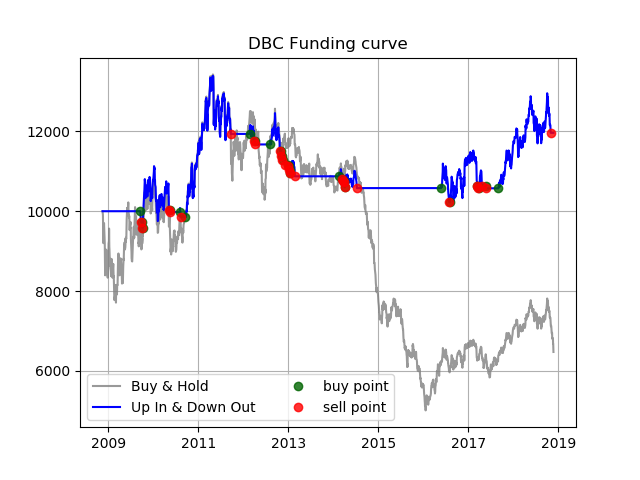 DBC Funding curve
12000
10000
8000
6000
Buy & Hold
Up In & Down Out
buy point
sell point
2009 2011 2013 2015 2017 2019